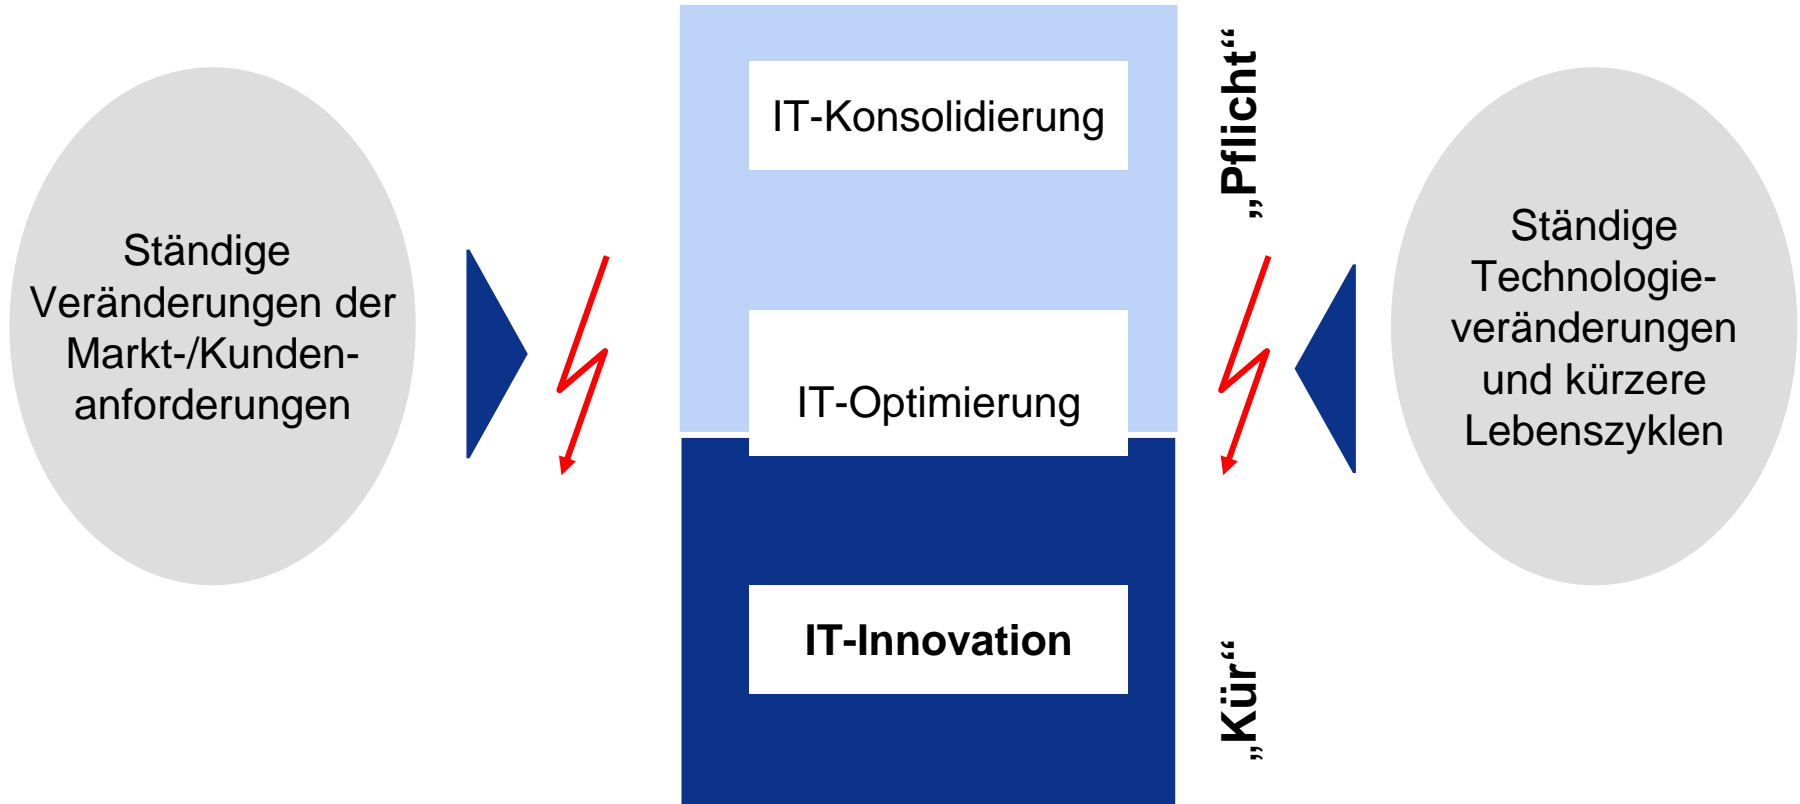 Ständige
Veränderungen der
Markt-/Kunden-
anforderungen
IT-Konsolidierung
IT-Optimierung
IT-Innovation
„Pflicht“
„Kür“
Ständige
Technologie-
veränderungen
und kürzere
Lebenszyklen